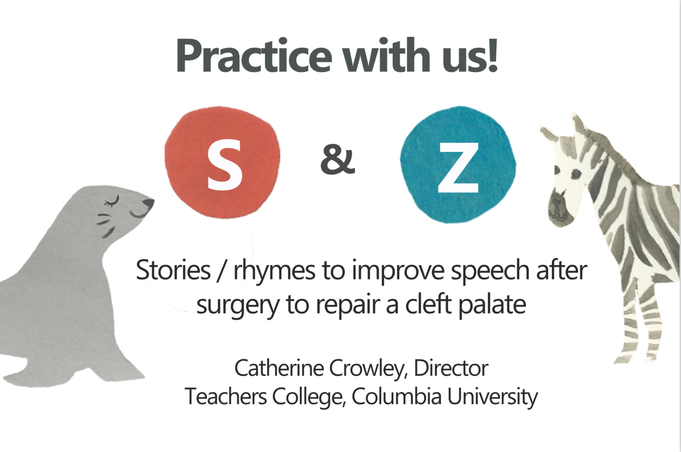 Practice with us!
S & Z
Stories / rhymes to improve speech after
surgery to repair a cleft palate
Catherine Crowley, Director
Teachers College, Columbia University